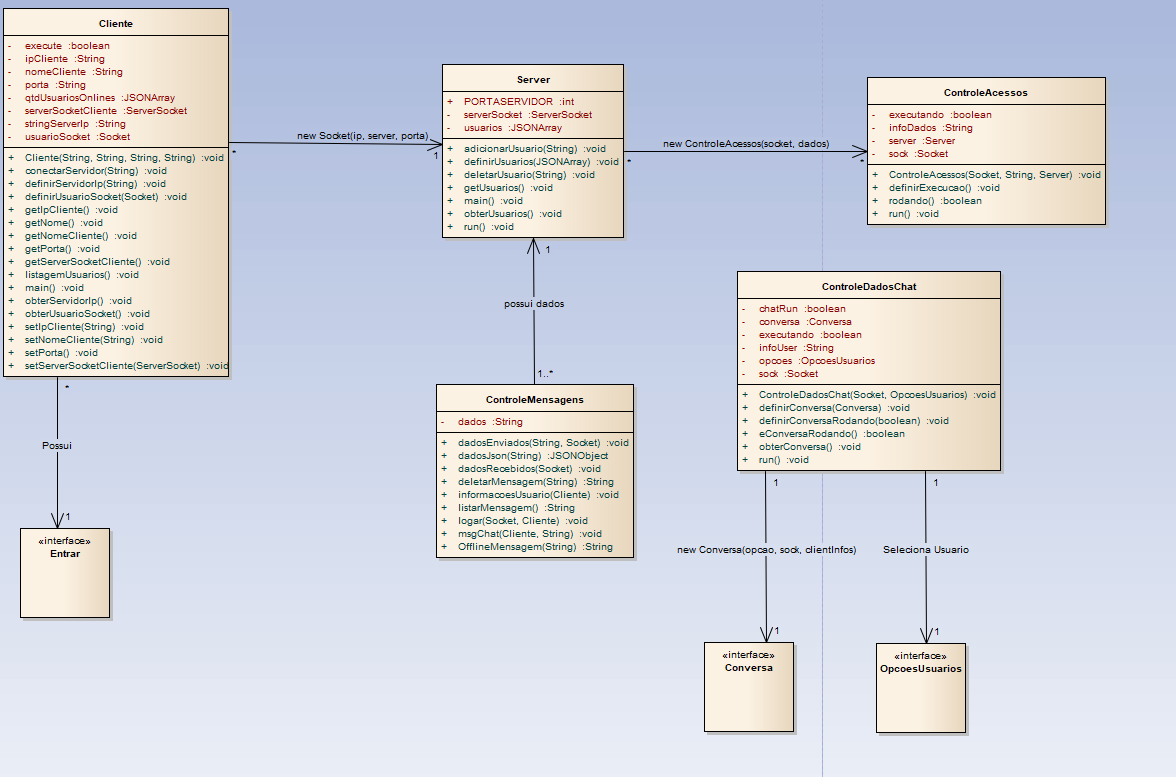 Cliente
- execute :boolean
- ipCliente :String
- nomeCliente :String
- porta :String
- qtdUsuariosOnlines :JSONArray
- serverSocketCliente :ServerSocket
- stringServerIp :String
- usuarioSocket :Socket
+ Cliente(String, String, String, String) :void
+ conectarServidor(String) :void
+ definirServidorIp(String) :void
+ definirUsuarioSocket(Socket) :void
+ getIpCliente() :void
+ getNome() :void
+ getNomeCliente() :void
+ getPorta() :void
+ getServerSocketCliente() :void
+ listagemUsuarios() :void
+ main() :void
+ obterServidorIp() :void
+ obterUsuarioSocket() :void
+ setIpCliente(String) :void
+ setNomeCliente(String) :void
+ setPorta() :void
+ setServerSocketCliente(ServerSocket) :void
*
new Socket(ip, server, porta)
1
Server
+ PORTASERVIDOR :int
- serverSocket :ServerSocket
- usuarios :JSONArray
+ adicionarUsuario(String) :void
+ definirUsuarios(JSONArray) :void
+ deletarUsuario(String) :void
+ getUsuarios() :void
+ main() :void
+ obterUsuarios() :void
+ run() :void
*
new ControleAcessos(socket, dados)
*
ControleAcessos
- executando :boolean
- infoDados :String
- server :Server
- sock :Socket
+ ControleAcessos(Socket, String, Server) :void
+ definirExecucao() :void
+ rodando() :boolean
+ run() :void
1
possui dados
1..*
ControleMensagens
- dados :String
+ dadosEnviados(String, Socket) :void
+ dadosJson(String) :JSONObject
+ dadosRecebidos(Socket) :void
+ deletarMensagem(String) :String
+ informacoesUsuario(Cliente) :void
+ listarMensagem() :String
+ logar(Socket, Cliente) :void
+ msgChat(Cliente, String) :void
+ OfflineMensagem(String) :String
ControleDadosChat
- chatRun :boolean
- conversa :Conversa
- executando :boolean
- infoUser :String
- opcoes :OpcoesUsuarios
- sock :Socket
+ ControleDadosChat(Socket, OpcoesUsuarios) :void
+ definirConversa(Conversa) :void
+ definirConversaRodando(boolean) :void
+ eConversaRodando() :boolean
+ obterConversa() :void
+ run() :void
*
Possui
1
«interface»
Entrar
1
new Conversa(opcao, sock, clientInfos)
1
«interface»
Conversa
1
Seleciona Usuario
1
«interface»
OpcoesUsuarios